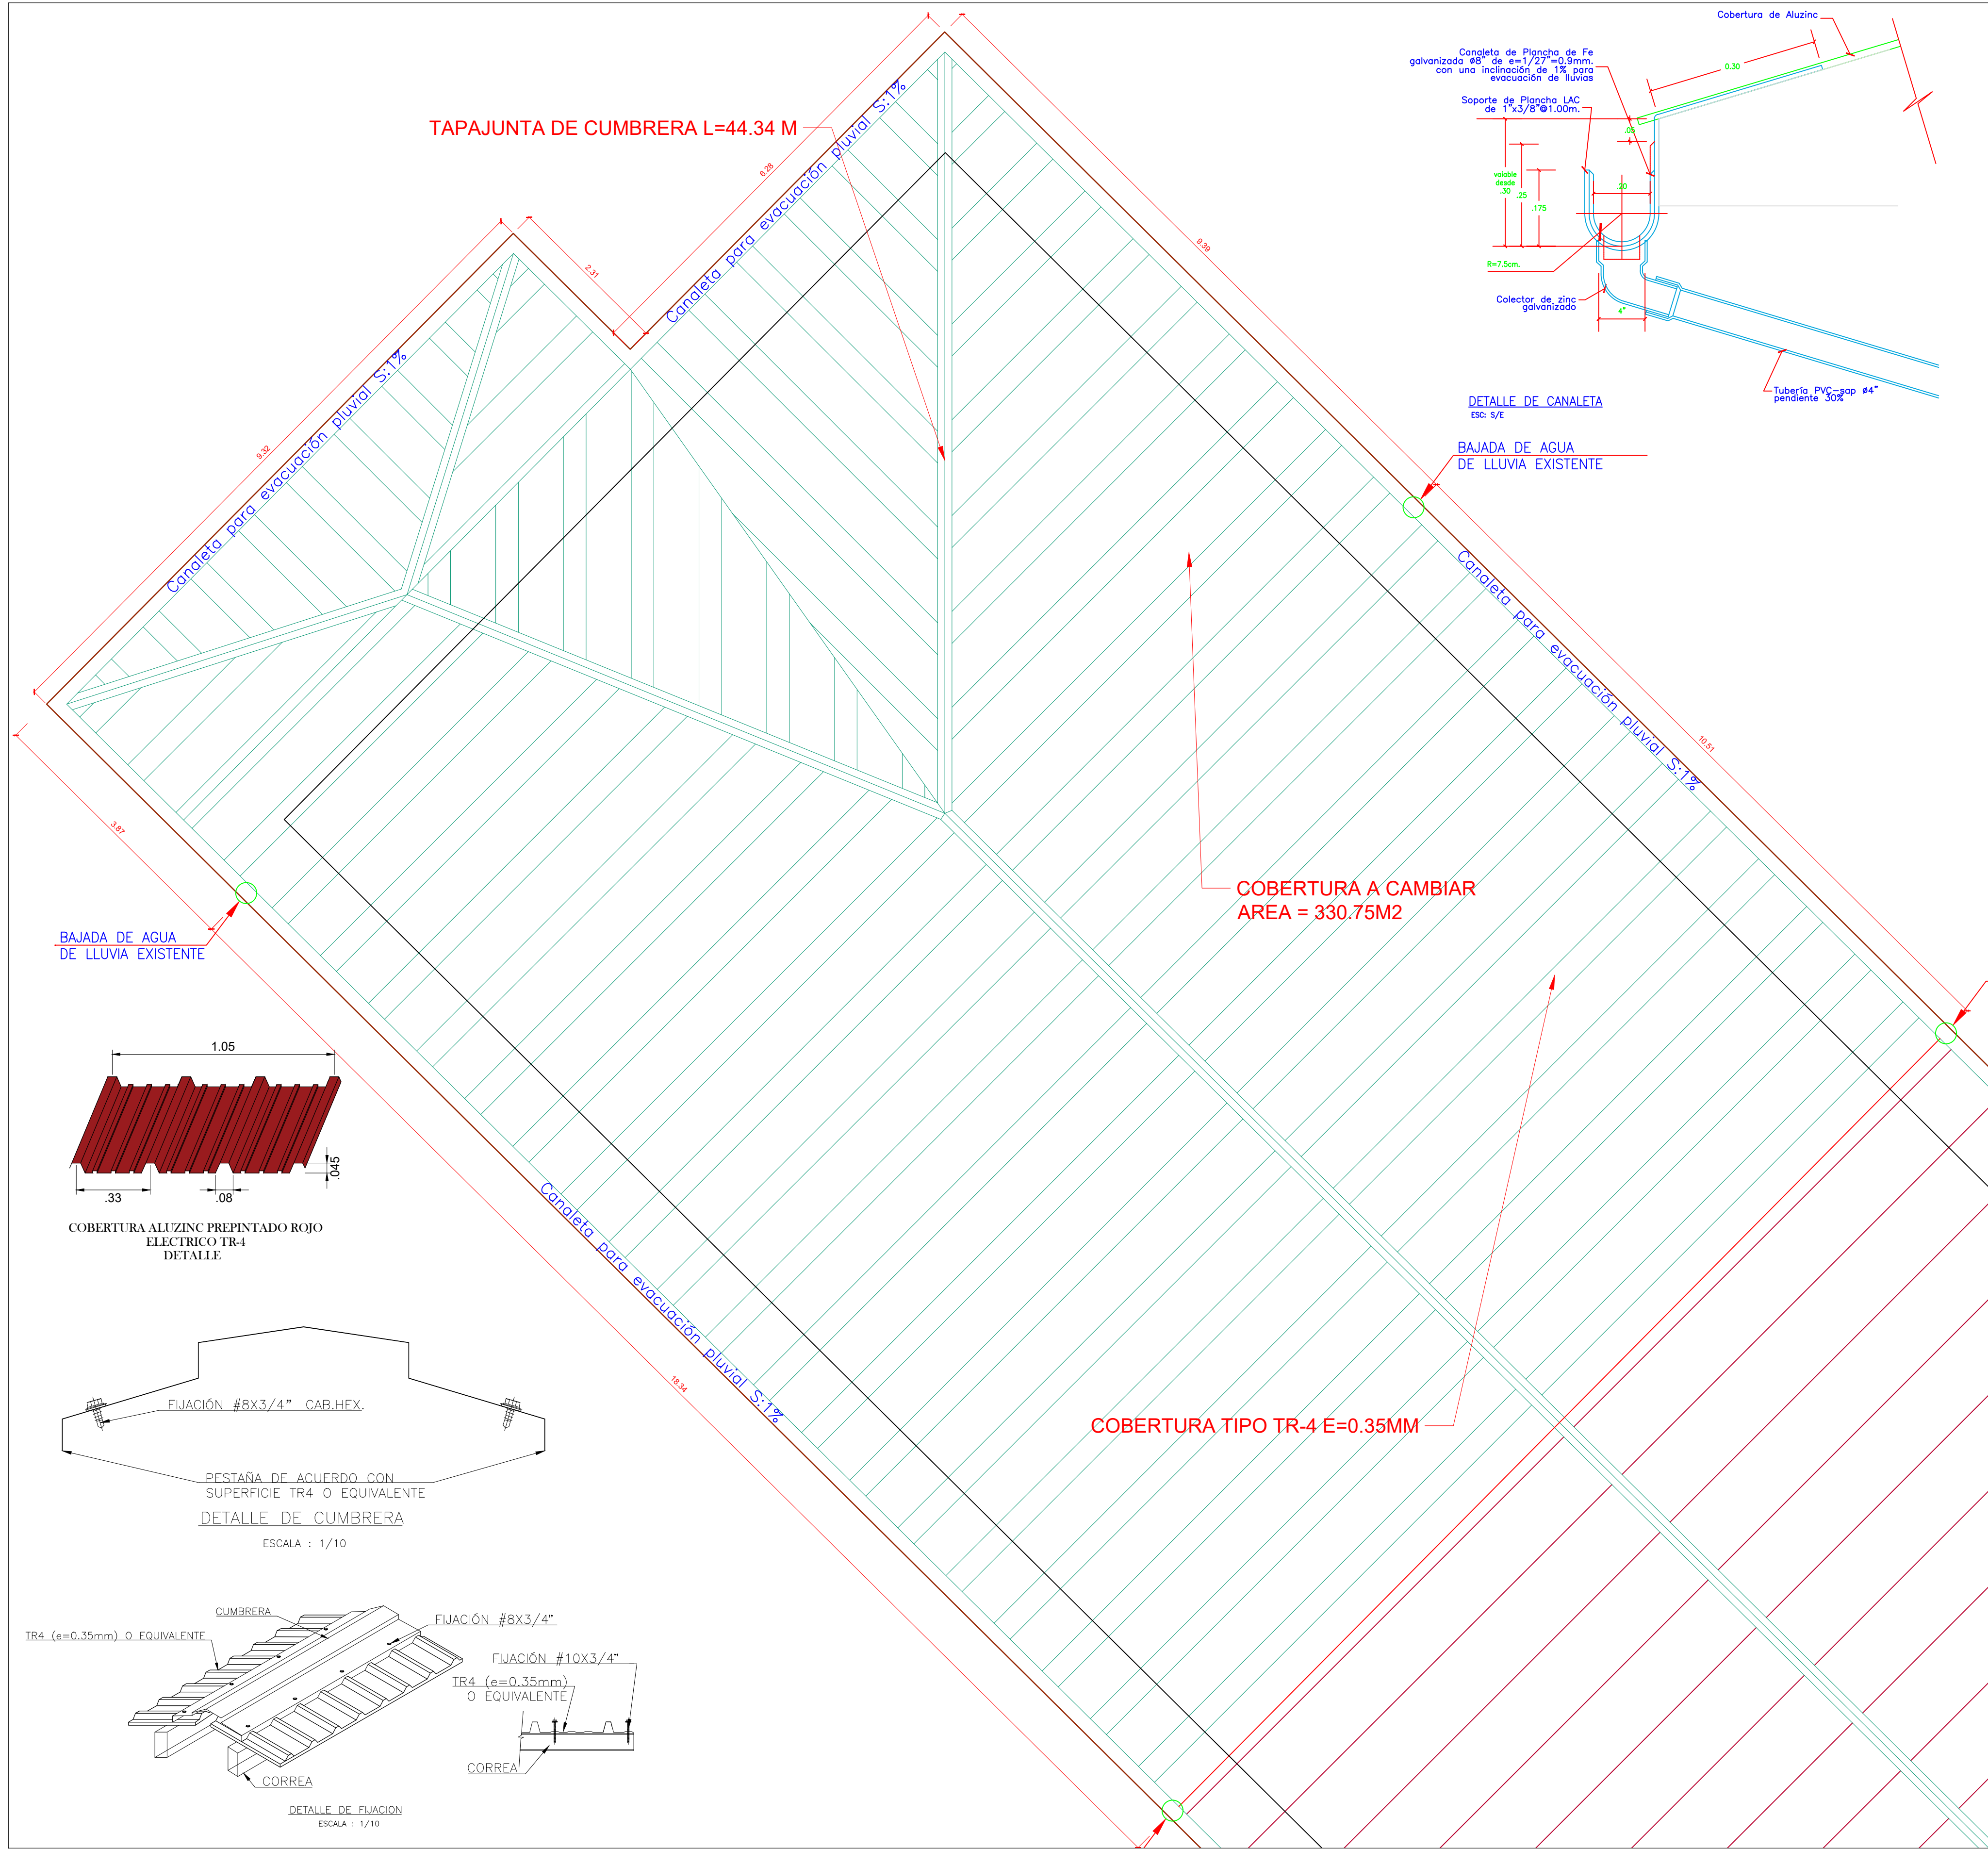 Cobertura de Aluzinc
Canaleta de Plancha de Fe
galvanizada ø8" de e=1/27"=0.9mm.
con una inclinación de 1% para
evacuación de lluvias
0.30
Soporte de Plancha LAC
de 1"x3/8"@1.00m.
.05
vaiable
desde
.30
.25
.175
.20
R=7.5cm.
Colector de zinc
galvanizado
4"
Tubería PVC-sap ø4"
pendiente 30%
DETALLE DE CANALETA
ESC: S/E
BAJADA DE AGUA
DE LLUVIA EXISTENTE
TAPAJUNTA DE CUMBRERA L=44.34 M
6.28
Canaleta para evacuación pluvial S:1%
2.31
9.39
9.32
Canaleta para evacuación pluvial S:1%
Canaleta para evacuación pluvial S:1%
10.51
3.87
COBERTURA A CAMBIAR
AREA = 330.75M2
BAJADA DE AGUA
DE LLUVIA EXISTENTE
Canaleta para evacuación pluvial S:1%
18.34
COBERTURA TIPO TR-4 E=0.35MM
1.05
.045
.33
.08
COBERTURA ALUZINC PREPINTADO ROJO
ELECTRICO TR-4
DETALLE
FIJACIÓN #8X3/4" CAB.HEX.
PESTAÑA DE ACUERDO CON
SUPERFICIE TR4 O EQUIVALENTE
DETALLE DE CUMBRERA
ESCALA : 1/10
CUMBRERA
FIJACIÓN #8X3/4"
TR4 (e=0.35mm) O EQUIVALENTE
FIJACIÓN #10X3/4"
TR4 (e=0.35mm)
O EQUIVALENTE
CORREA
CORREA
DETALLE DE FIJACION
ESCALA : 1/10